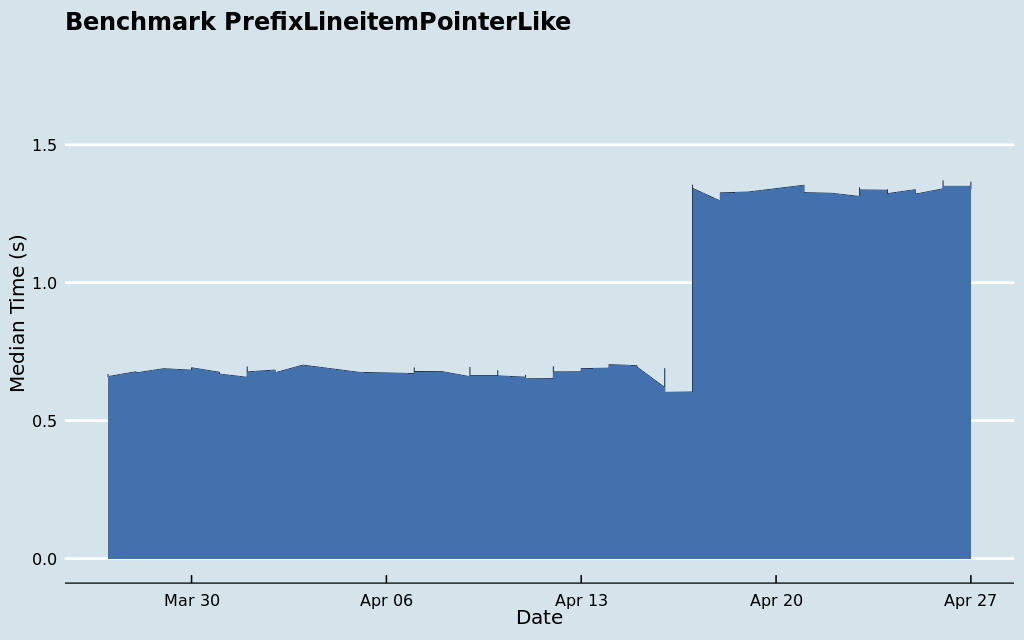 Benchmark PrefixLineitemPointerLike
Median Time (s)
1.5
1.0
0.5
0.0
Mar 30 Apr 06 Apr 13 Apr 20 Apr 27
Date